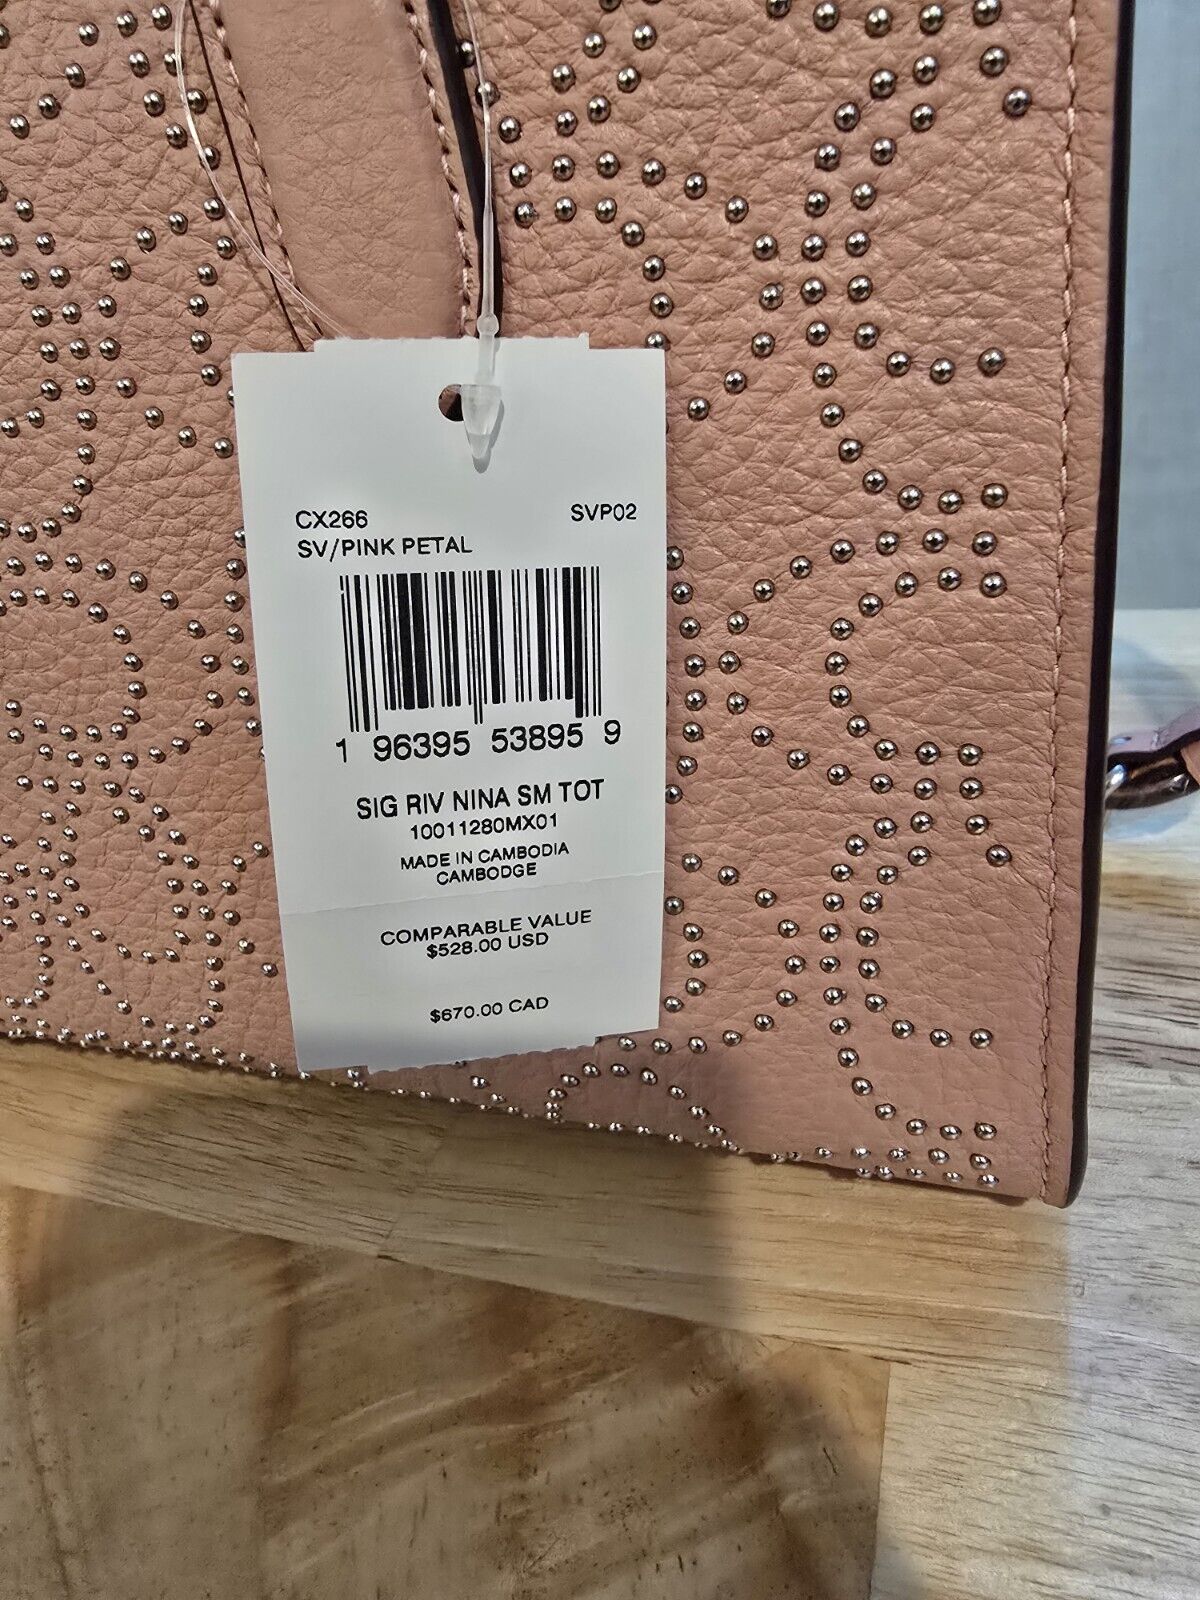 CX266 SVP02
SV/PINK PETAL
1 96395 53895 9
SIG RIV NINA SM TOT
10011280MX01
MADE IN CAMBODIA
CAMBODGE
COMPARABLE VALUE
$528.00 USD
$670.00 CAD